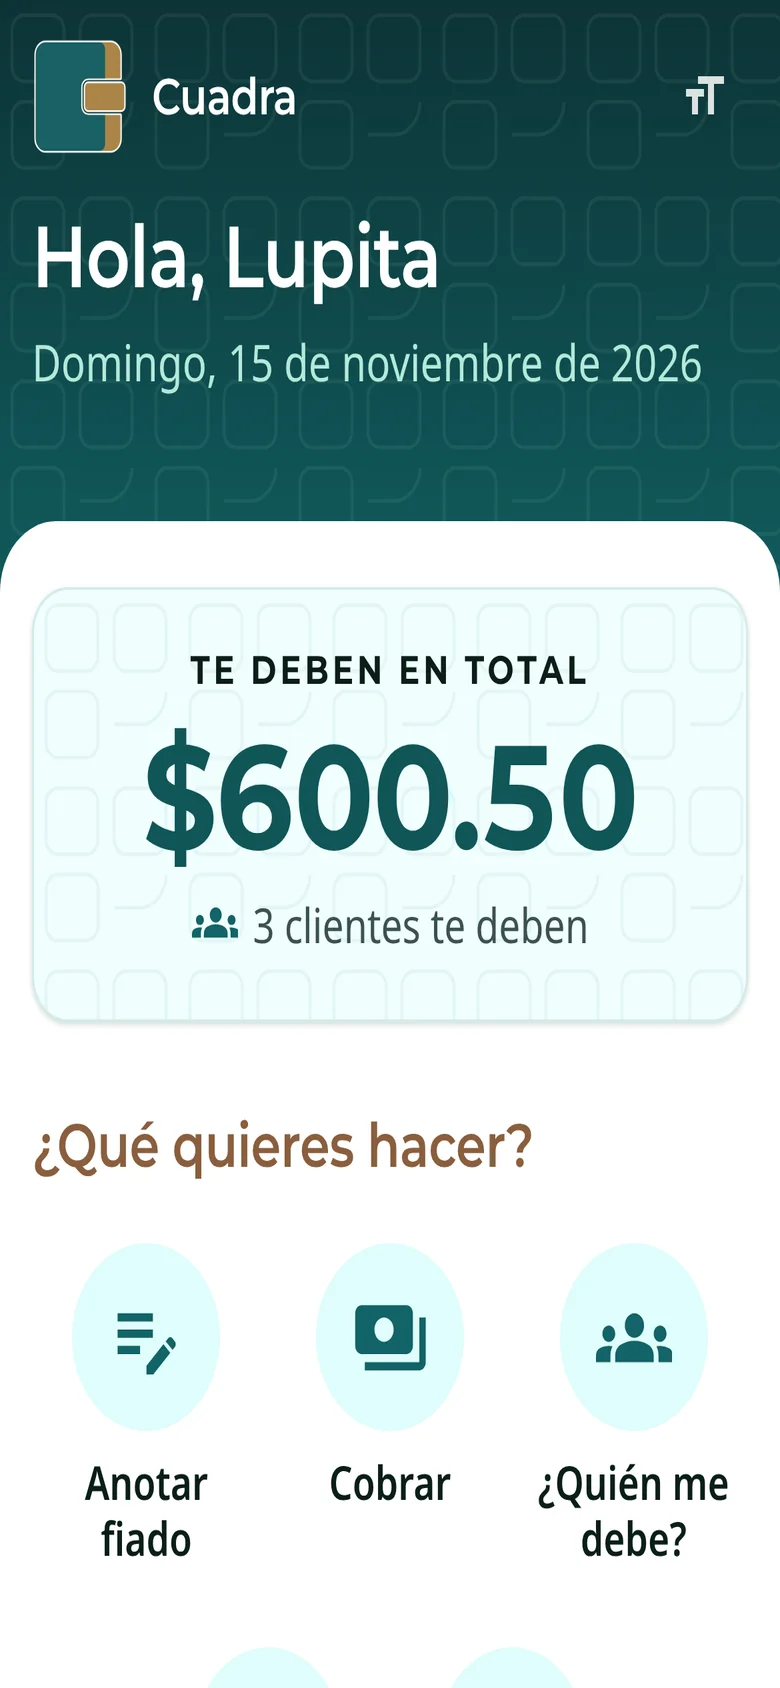 Cuadra
Hola, Lupita
Domingo, 15 de noviembre de 2026
TE DEBEN EN TOTAL
$600.50
3 clientes te deben
¿Qué quieres hacer?
Anotar
fiado
Cobrar
¿Quién me
debe?